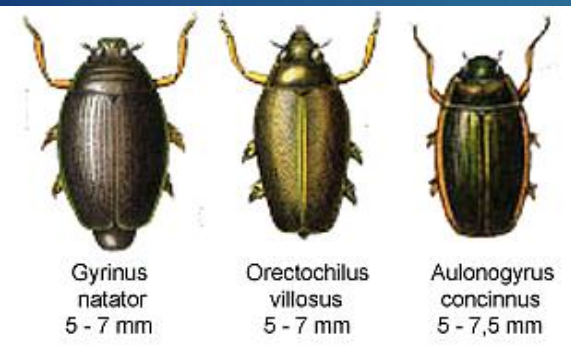 Gyrinus
natator
5 - 7 mm
Orectochilus
villosus
5 - 7 mm
Aulonogyrus
concinnus
5 - 7,5 mm